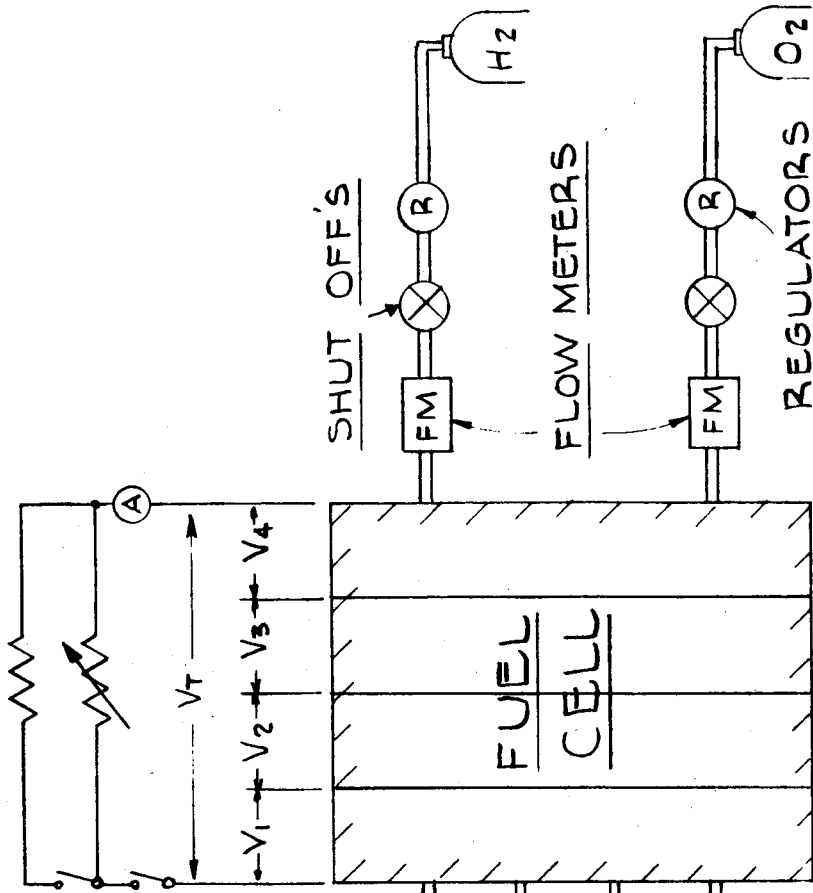 A
VT
V1
V2
V3
V4
FUEL
CELL
SHUT OFF'S
FM
R
H2
FLOW METERS
FM
R
O2
REGULATORS